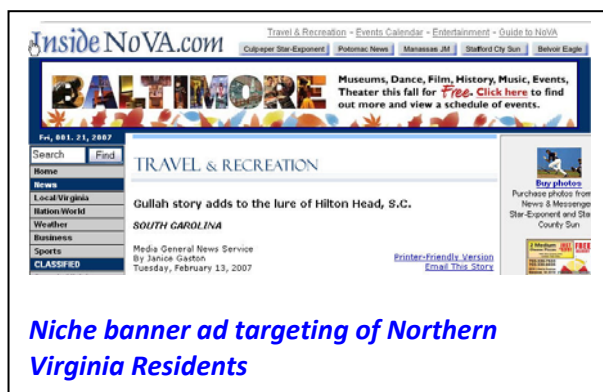 Inside NoVA.com
Travel & Recreation - Events Calendar - Entertainment - Guide to NoVA
Culpeper Star-Exponent Potomac News Manassas JM Stafford Cty Sun Belvoir Eagle
BALTIMORE
Museums, Dance, Film, History, Music, Events,
Theater this fall for Free. Click here to find
out more and view a schedule of events.
Fri, 001. 21, 2007
Search Find
Home
News
Local/Virginia
Nation/World
Weather
Business
Sports
CLASSIFIED
TRAVEL & RECREATION
Gullah story adds to the lure of Hilton Head, S.C.
SOUTH CAROLINA
Media General News Service
By Janice Gaston
Tuesday, February 13, 2007
Printer-Friendly Version
Email This Story
Buy photos
Purchase photos from
News & Messenger
Star-Exponent and Sta
County Sun
2 Medium
FREE
Niche banner ad targeting of Northern
Virginia Residents